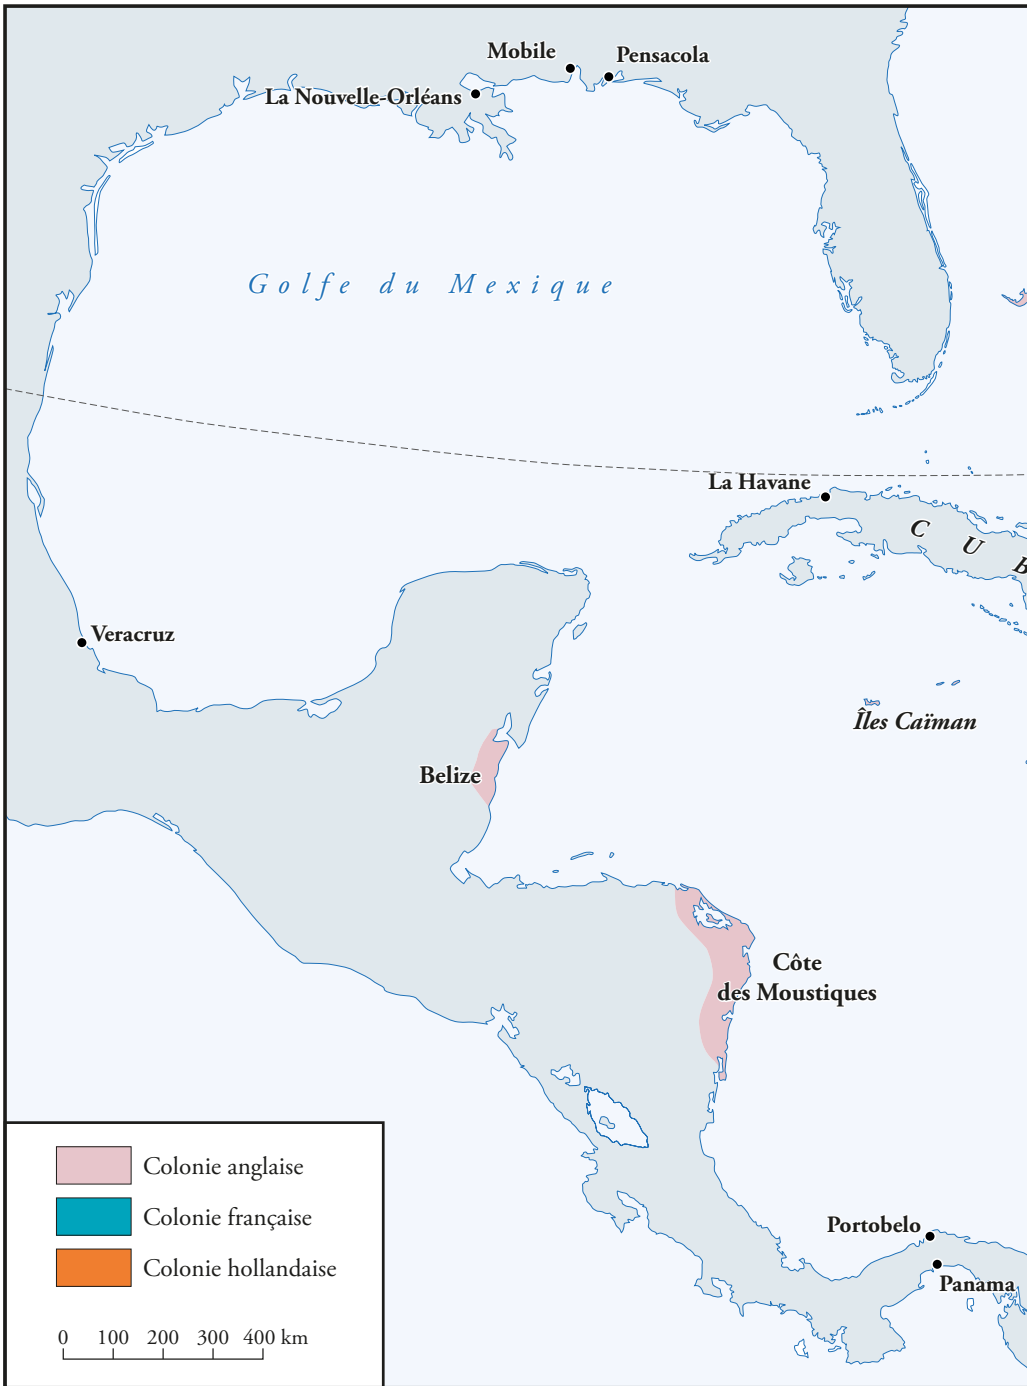 Mobile
Pensacola
La Nouvelle-Orléans
Golfe du Mexique
La Havane
C U B
Veracruz
Îles Caïman
Belize
Côte
des Moustiques
Colonie anglaise
Colonie française
Colonie hollandaise
Portobelo
Panama
0 100 200 300 400 km